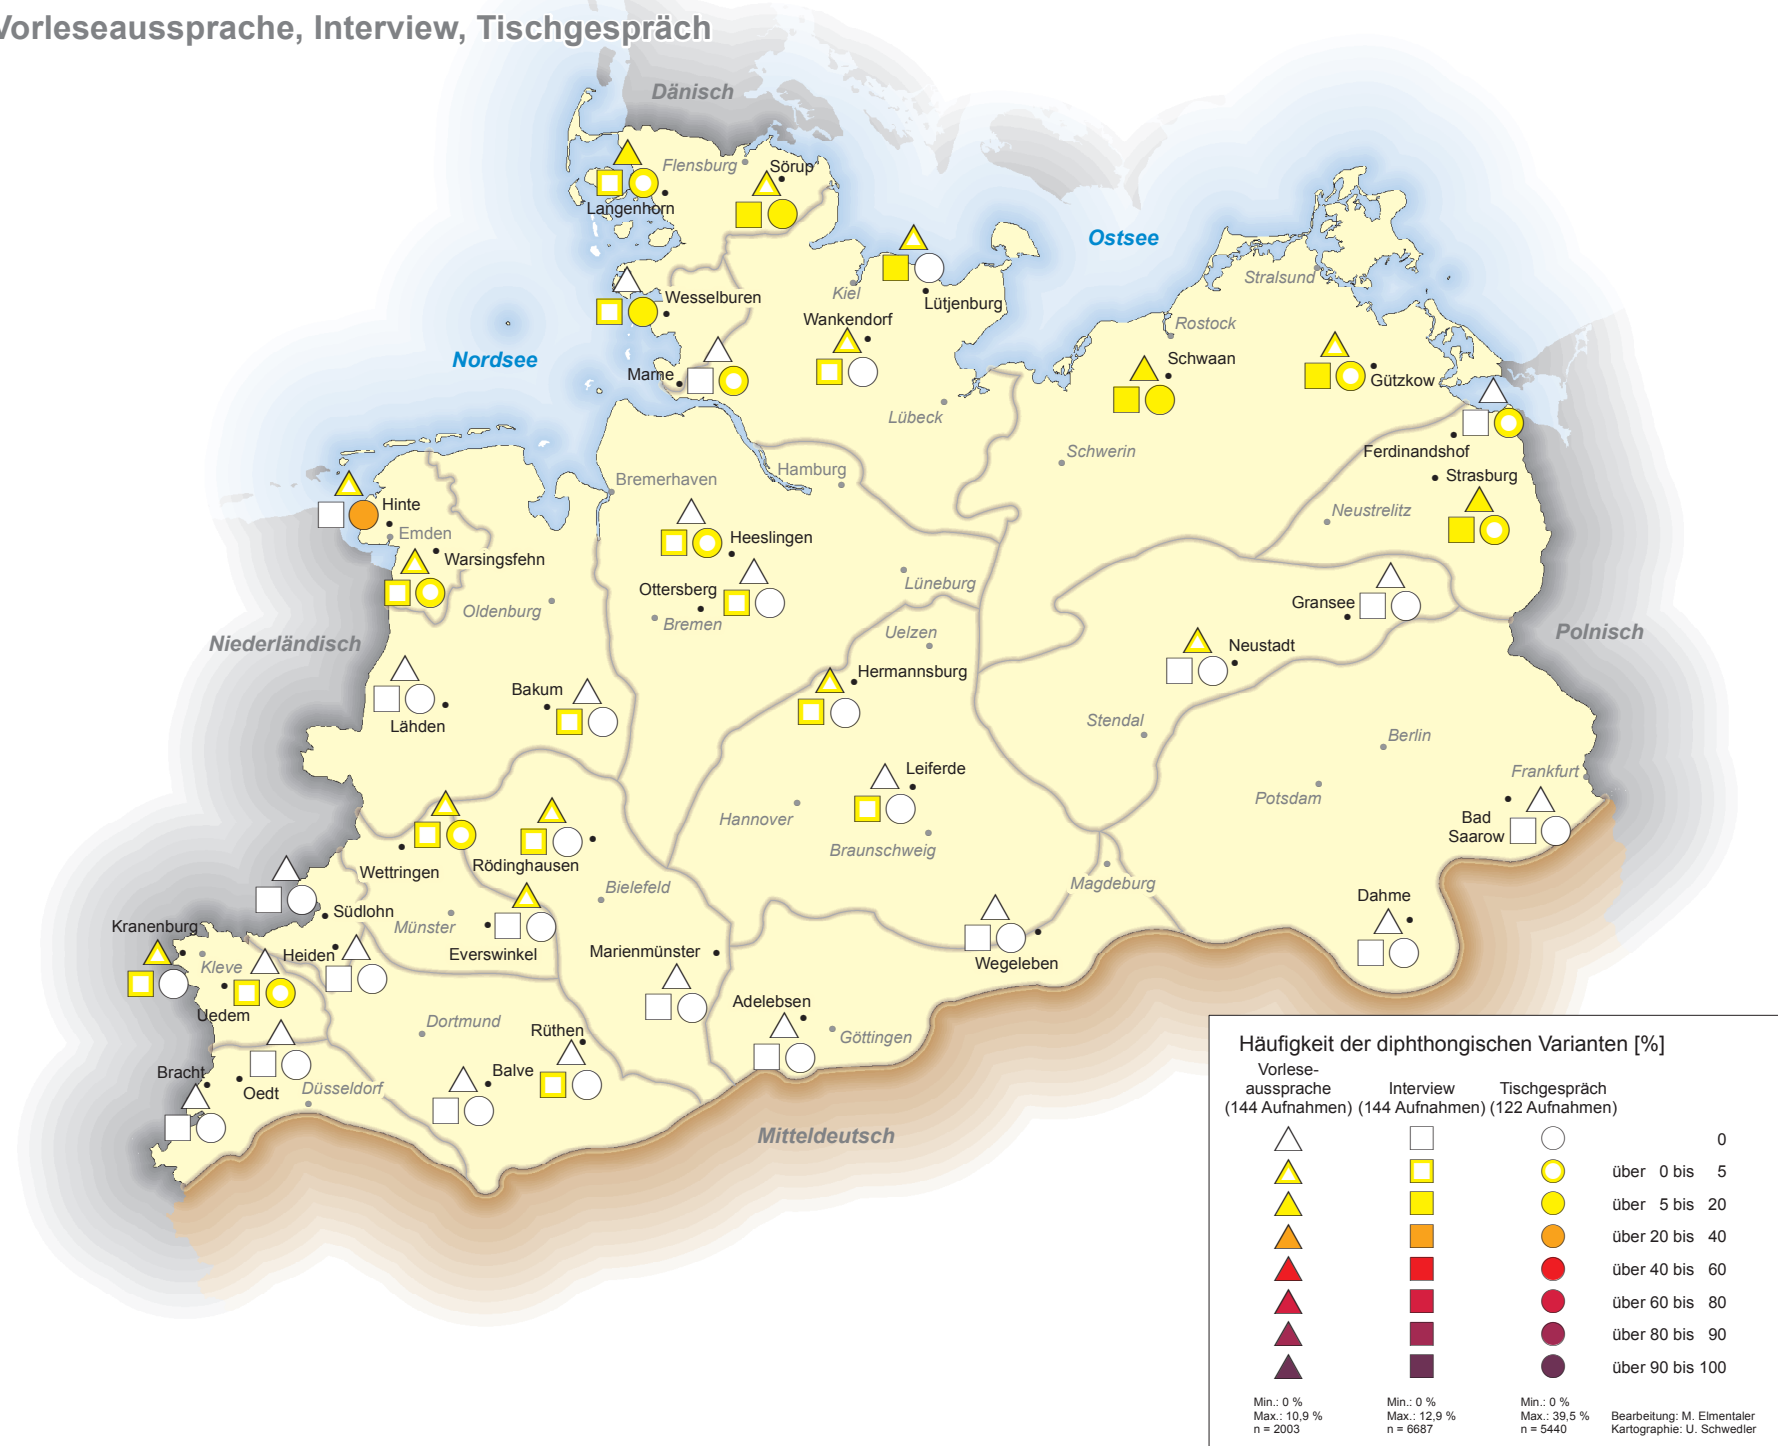 Vorleseaussprache, Interview, Tischgespräch
Dänisch
Flensburg
Sörup
Langenhorn
Ostsee
Kiel
Lütjenburg
Stralsund
Wesselburen
Wankendorf
Rostock
Nordsee
Marne
Schwaan
Gützkow
Lübeck
Schwerin
Ferdinandshof
Hamburg
Bremerhaven
Strasburg
Hinte
Emden
Neustrelitz
Heeslingen
Warsingsfehn
Lüneburg
Ottersberg
Oldenburg
Bremen
Gransee
Uelzen
Niederländisch
Polnisch
Neustadt
Hermannsburg
Bakum
Lähden
Stendal
Berlin
Leiferde
Frankfurt
Potsdam
Hannover
Bad
Saarow
Braunschweig
Wettringen
Rödinghausen
Bielefeld
Magdeburg
Dahme
Südlohn
Kranenburg
Münster
Heiden
Everswinkel
Marienmünster
Wegeleben
Kleve
Uedem
Adelebsen
Dortmund
Rüthen
Göttingen
Bracht
Balve
Oedt
Düsseldorf
Mitteldeutsch
Häufigkeit der diphthongischen Varianten [%]
Vorlese-
aussprache Interview Tischgespräch
(144 Aufnahmen) (144 Aufnahmen) (122 Aufnahmen)
0
über 0 bis 5
über 5 bis 20
über 20 bis 40
über 40 bis 60
über 60 bis 80
über 80 bis 90
über 90 bis 100
Min.: 0 % Min.: 0 % Min.: 0 %
Max.: 10,9 % Max.: 12,9 % Max.: 39,5 % Bearbeitung: M. Elmentaler
n = 2003 n = 6687 n = 5440 Kartographie: U. Schwedler